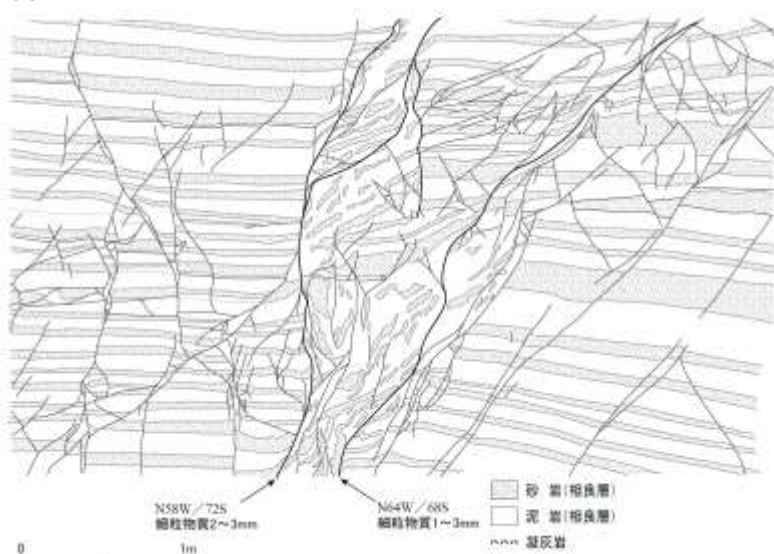 N58W/72S
細粒物質2〜3mm
N64W/68S
細粒物質1〜3mm
砂 岩(相良層)
泥 岩(相良層)
凝灰岩
0 1m